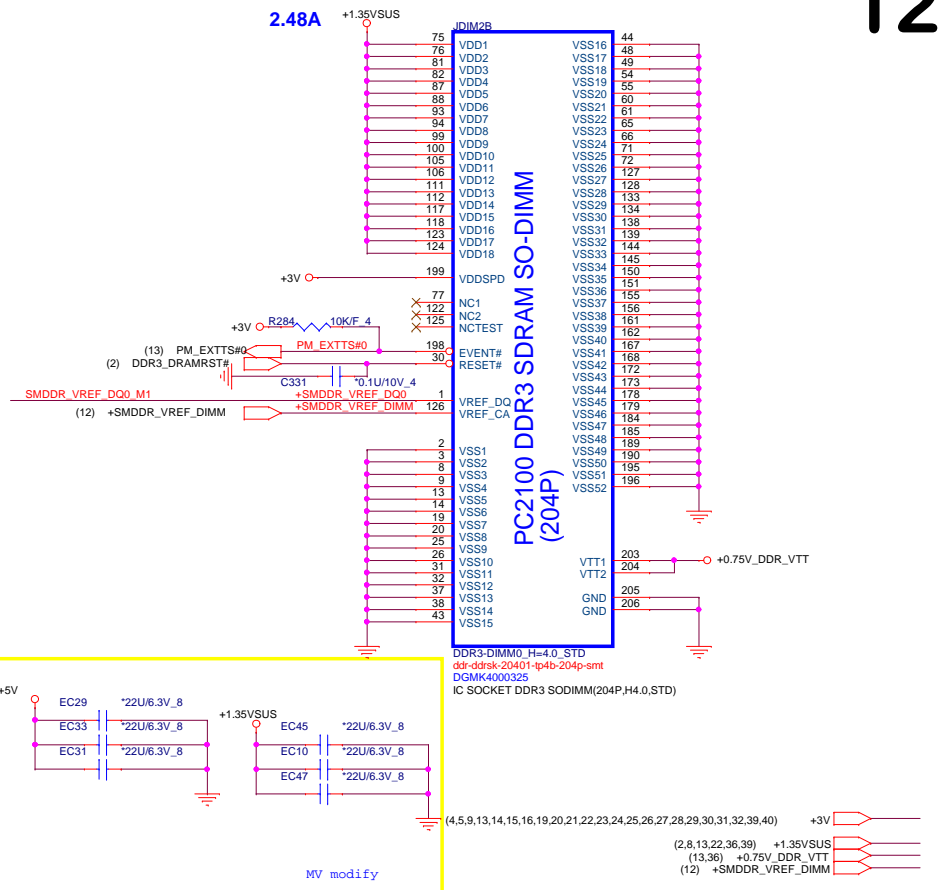 12
2.48A
+1.35VSUS
JDIM2B
75 VDD1
76 VDD2
81 VDD3
82 VDD4
87 VDD5
88 VDD6
93 VDD7
94 VDD8
99 VDD9
100 VDD10
105 VDD11
106 VDD12
111 VDD13
112 VDD14
117 VDD15
118 VDD16
123 VDD17
124 VDD18
+3V 199 VDDSPD
77 NC1
122 NC2
125 NCTEST
+3V R284 10K/F_4
(13) PM_EXTTS#0 PM_EXTTS#0 198 EVENT#
(2) DDR3_DRAMRST# 30 RESET#
C331 *0.1U/10V_4
SMDDR_VREF_DQ0_M1 +SMDDR_VREF_DQ0 1 VREF_DQ
(12) +SMDDR_VREF_DIMM +SMDDR_VREF_DIMM 126 VREF_CA
2 VSS1
3 VSS2
8 VSS3
9 VSS4
13 VSS5
14 VSS6
19 VSS7
20 VSS8
25 VSS9
26 VSS10
31 VSS11
32 VSS12
37 VSS13
38 VSS14
43 VSS15
PC2100 DDR3 SDRAM SO-DIMM
(204P)
VSS16 44
VSS17 48
VSS18 49
VSS19 54
VSS20 55
VSS21 60
VSS22 61
VSS23 65
VSS24 66
VSS25 71
VSS26 72
VSS27 127
VSS28 128
VSS29 133
VSS30 134
VSS31 138
VSS32 139
VSS33 144
VSS34 145
VSS35 150
VSS36 151
VSS37 155
VSS38 156
VSS39 161
VSS40 162
VSS41 167
VSS42 168
VSS43 172
VSS44 173
VSS45 178
VSS46 179
VSS47 184
VSS48 185
VSS49 189
VSS50 190
VSS51 195
VSS52 196
VTT1 203 +0.75V_DDR_VTT
VTT2 204
GND 205
GND 206
DDR3-DIMM0_H=4.0_STD
ddr-ddrsk-20401-tp4b-204p-smt
DGMK4000325
IC SOCKET DDR3 SODIMM(204P,H4.0,STD)
+5V
EC29 *22U/6.3V_8
EC33 *22U/6.3V_8
EC31 *22U/6.3V_8
+1.35VSUS
EC45 *22U/6.3V_8
EC10 *22U/6.3V_8
EC47 *22U/6.3V_8
MV modify
(4,5,9,13,14,15,16,19,20,21,22,23,24,25,26,27,28,29,30,31,32,39,40) +3V
(2,8,13,22,36,39) +1.35VSUS
(13,36) +0.75V_DDR_VTT
(12) +SMDDR_VREF_DIMM